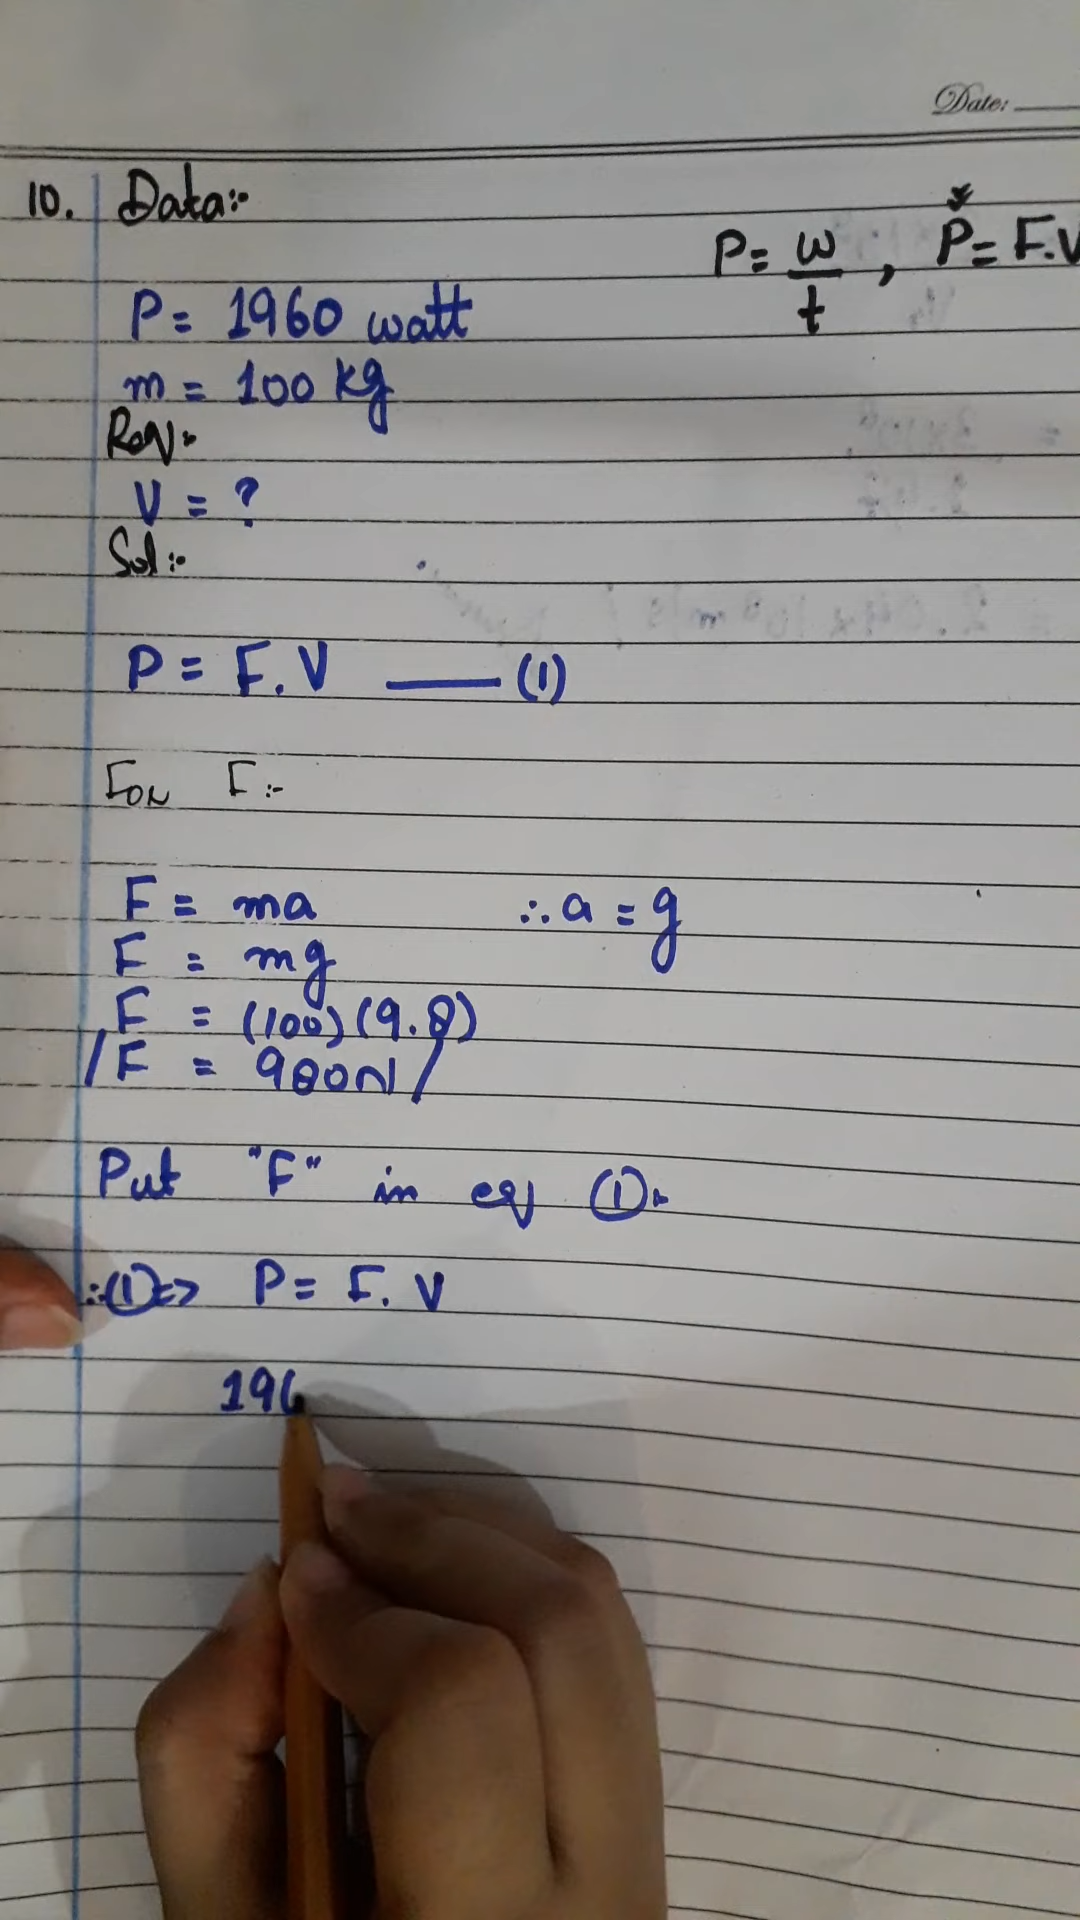 Date:
10. Data:-
P = W/t , P = F.V
P = 1960 watt
m = 100 kg
Req:-
V = ?
Sol:-
P = F.V —— (1)
For F:-
F = ma ∴ a = g
F = mg
F = (100)(9.8)
/F = 980N/
Put "F" in eq (1):-
∴(1)=> P = F.V
196